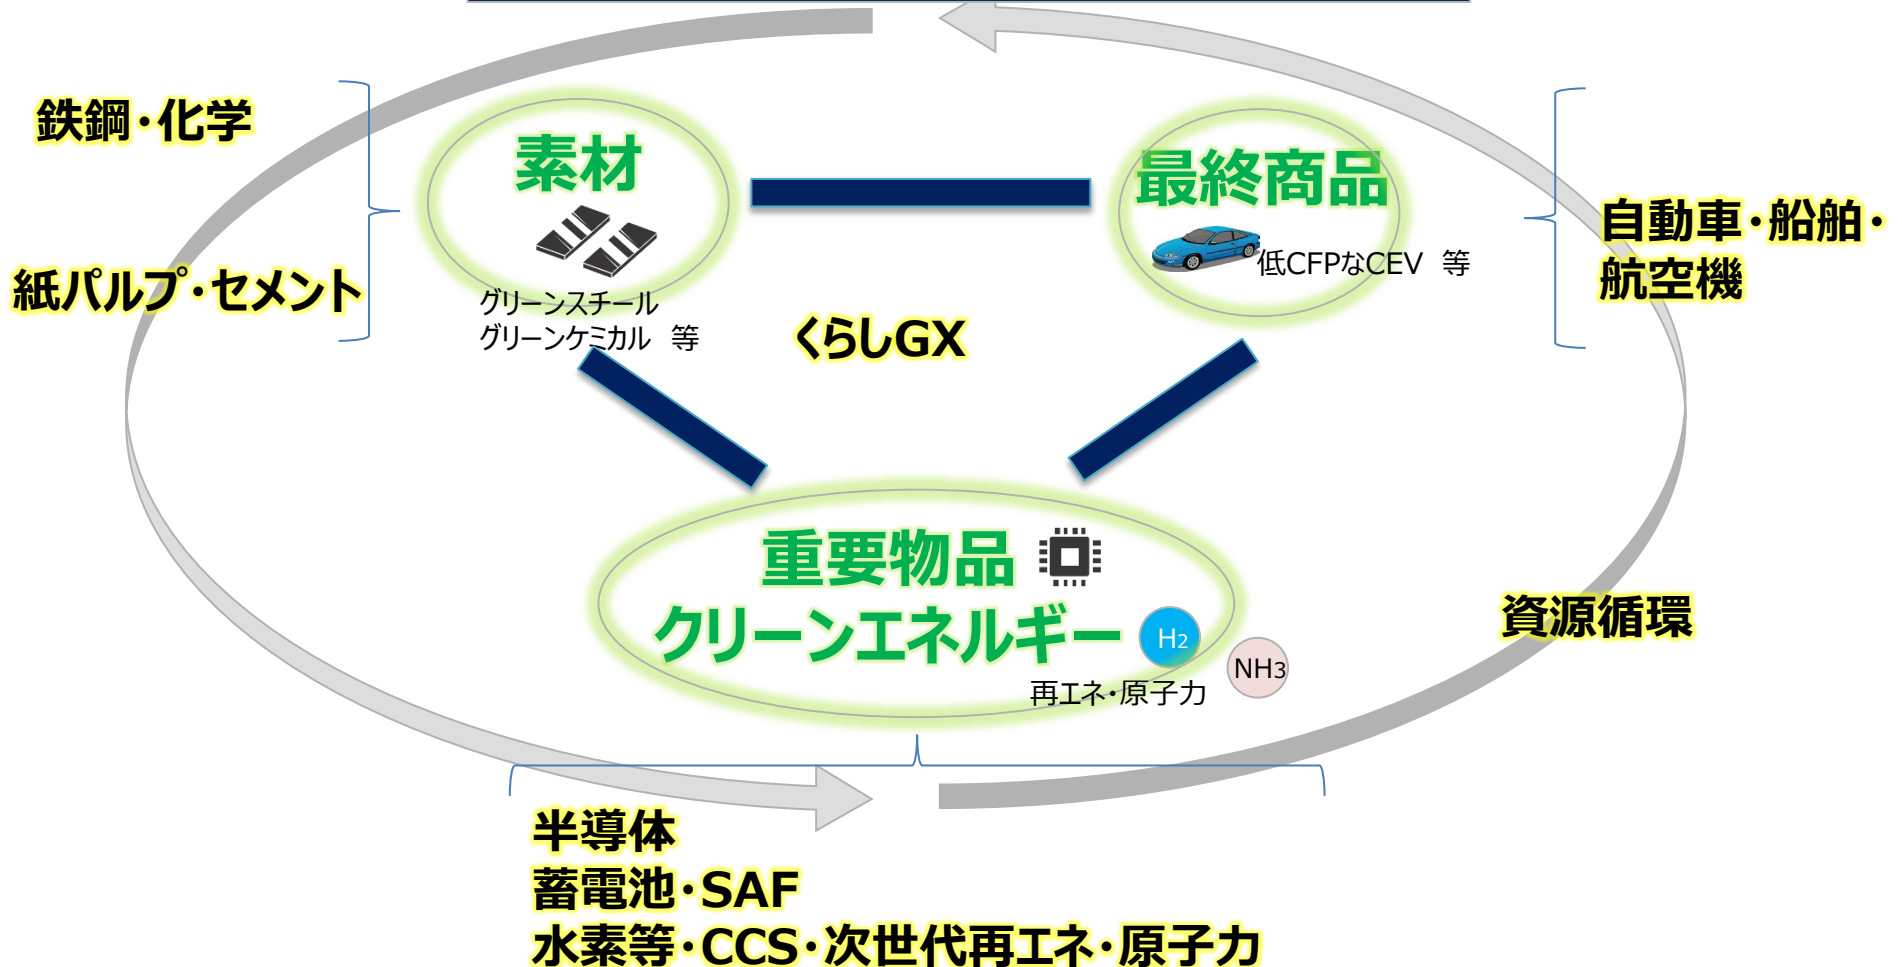 鉄鋼・化学
紙パルプ・セメント
素材
グリーンスチール
グリーンケミカル 等
最終商品
低CFPなCEV 等
自動車・船舶・
航空機
くらしGX
重要物品
クリーンエネルギー
H2
NH3
再エネ・原子力
資源循環
半導体
蓄電池・SAF
水素等・CCS・次世代再エネ・原子力